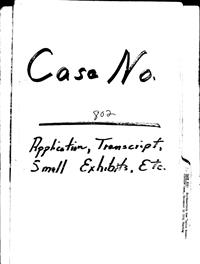 Case No.
802
Application, Transcript,
Small Exhibits, Etc.